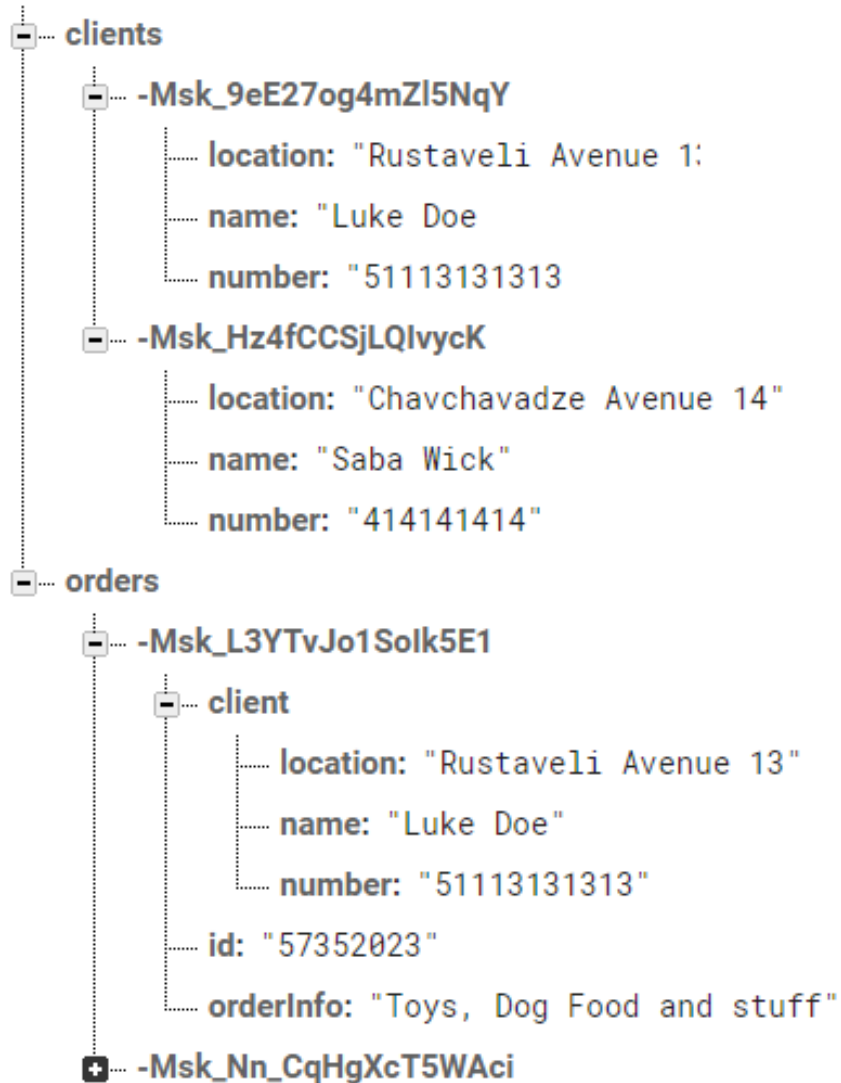 clients
-Msk_9eE27og4mZl5NqY
location: "Rustaveli Avenue 1
name: "Luke Doe
number: "51113131313
-Msk_Hz4fCCSjLQIvycK
location: "Chavchavadze Avenue 14"
name: "Saba Wick"
number: "414141414"
orders
-Msk_L3YTvJo1SoIk5E1
client
location: "Rustaveli Avenue 13"
name: "Luke Doe"
number: "51113131313"
id: "57352023"
orderInfo: "Toys, Dog Food and stuff"
-Msk_Nn_CqHgXcT5WAci